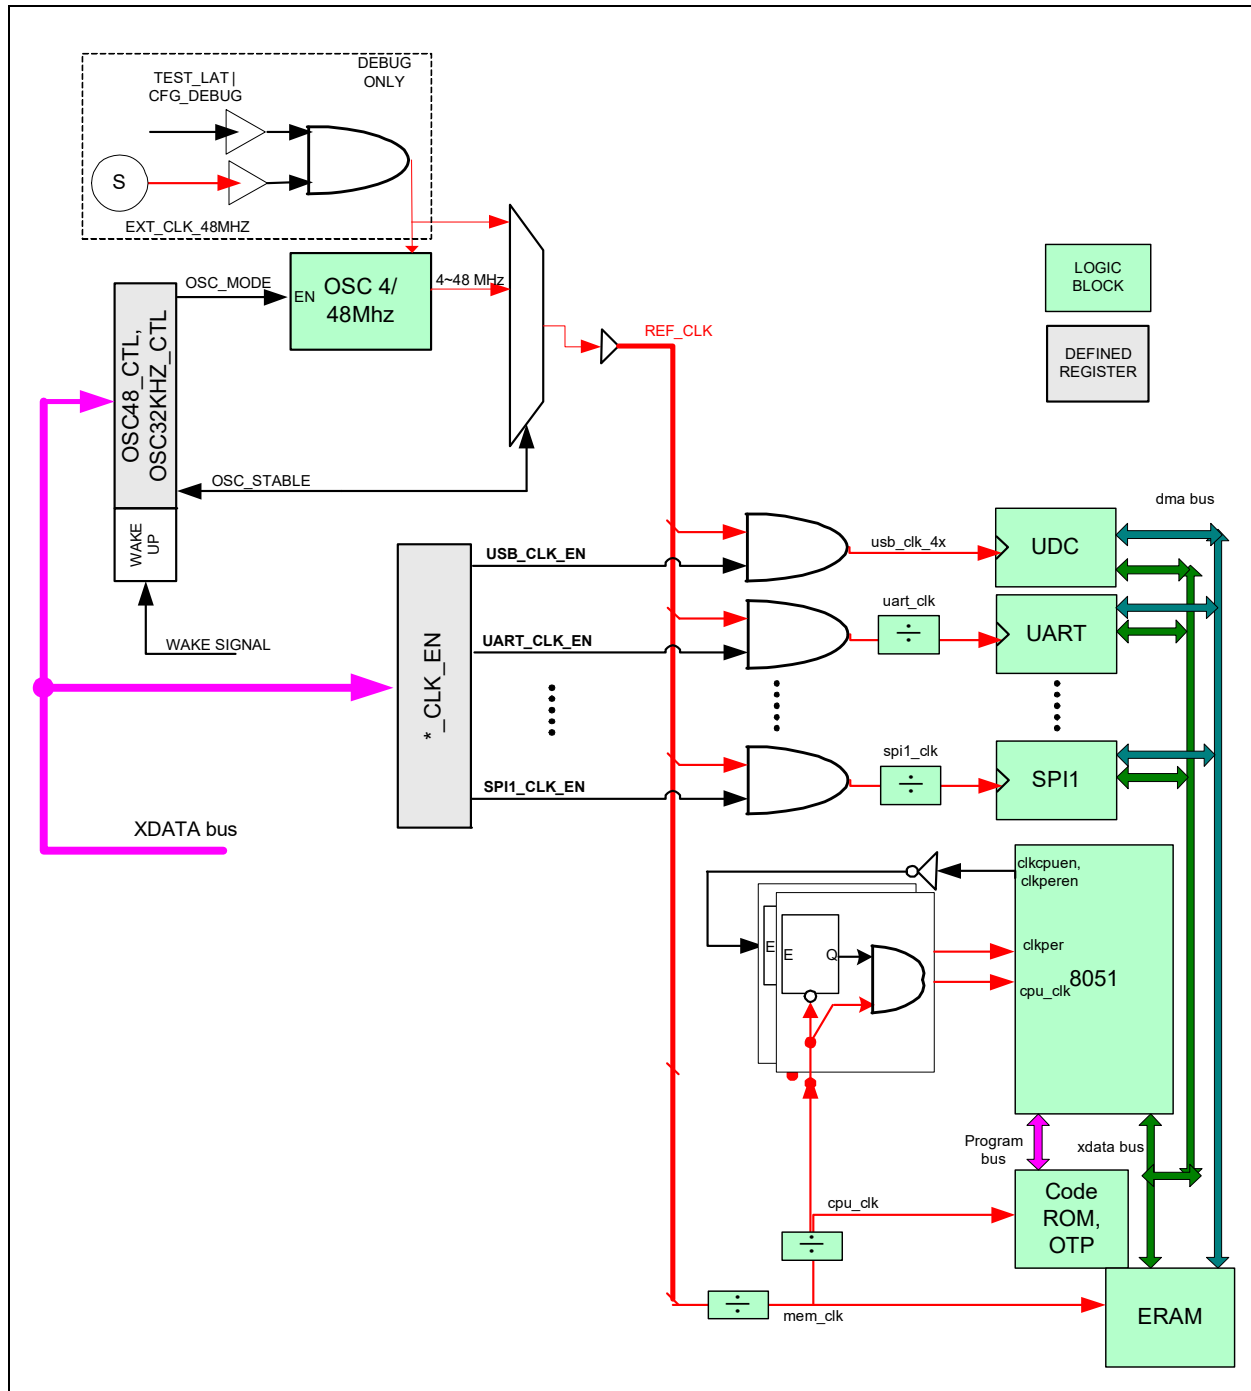 DEBUG
ONLY
TEST_LAT |
CFG_DEBUG
S
EXT_CLK_48MHZ
OSC_MODE
EN
OSC 4/
48Mhz
4~48 MHz
REF_CLK
LOGIC
BLOCK
DEFINED
REGISTER
OSC48_CTL,
OSC32KHZ_CTL
OSC_STABLE
WAKE
UP
WAKE SIGNAL
*_CLK_EN
USB_CLK_EN
UART_CLK_EN
SPI1_CLK_EN
XDATA bus
usb_clk_4x
UDC
dma bus
uart_clk
÷
UART
spi1_clk
÷
SPI1
clkcpuen,
clkperen
E
E
Q
clkper
cpu_clk
8051
Program
bus
xdata bus
cpu_clk
÷
Code
ROM,
OTP
÷
mem_clk
ERAM